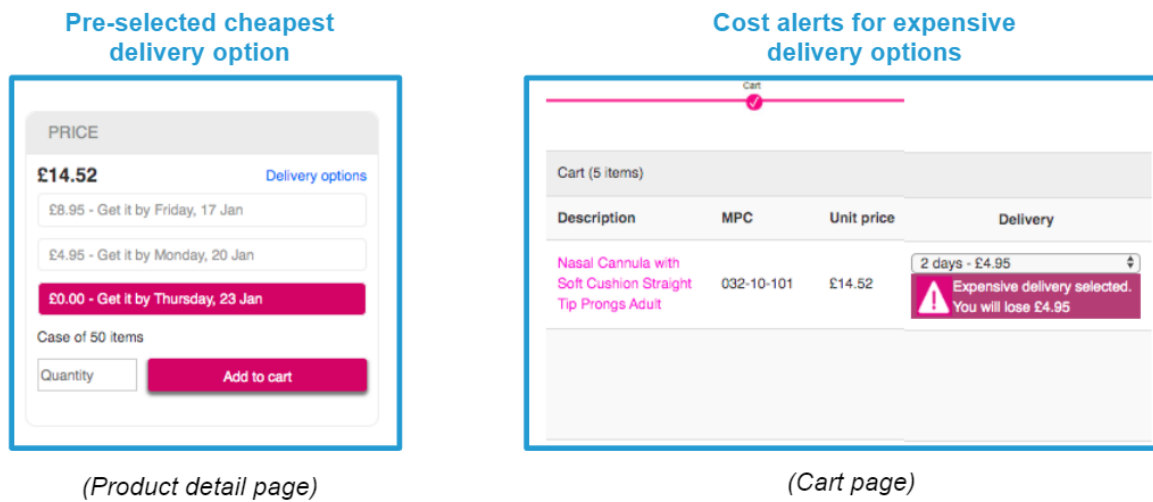 Pre-selected cheapest
delivery option
PRICE
£14.52
Delivery options
£8.95 - Get it by Friday, 17 Jan
£4.95 - Get it by Monday, 20 Jan
£0.00 - Get it by Thursday, 23 Jan
Case of 50 items
Quantity
Add to cart
(Product detail page)
Cost alerts for expensive
delivery options
Cart
Cart (5 items)
Description MPC Unit price Delivery
Nasal Cannula with
Soft Cushion Straight
Tip Prongs Adult
032-10-101
£14.52
2 days - £4.95
Expensive delivery selected.
You will lose £4.95
(Cart page)